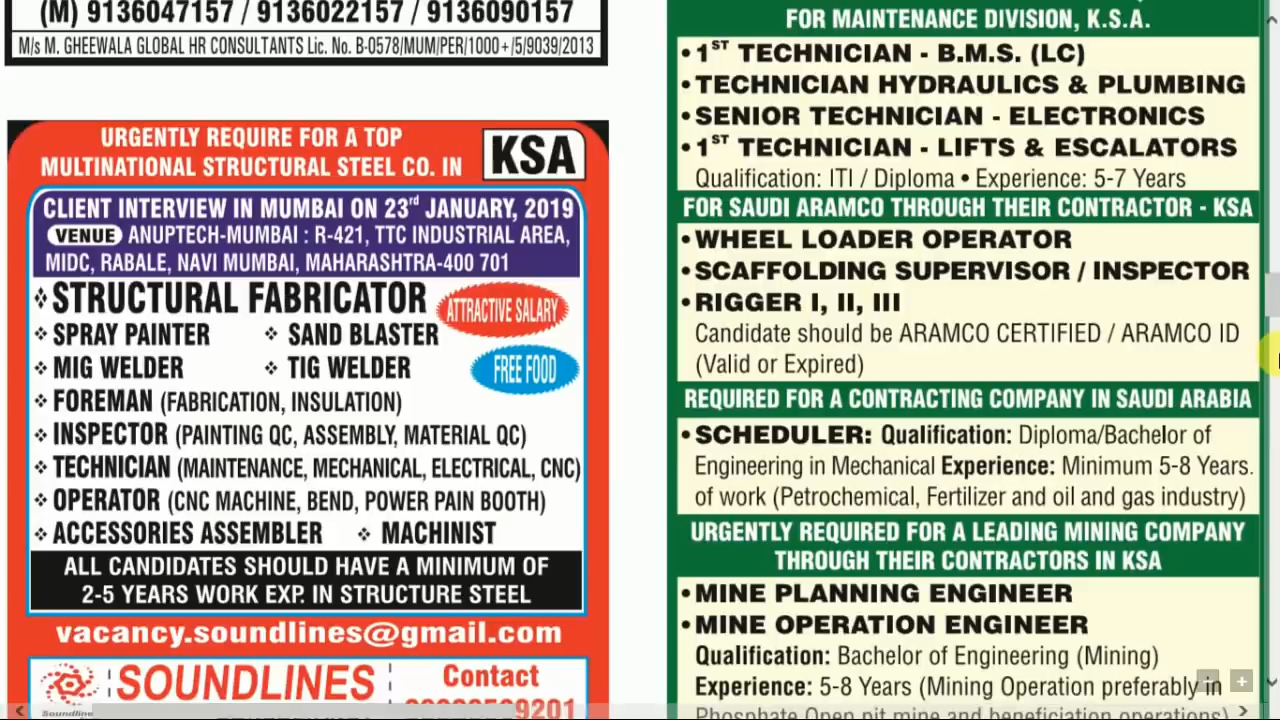 (M) 9136047157 / 9136022157 / 9136090157
M/s M. GHEEWALA GLOBAL HR CONSULTANTS Lic. No. B-0578/MUM/PER/1000+/5/9039/2013
URGENTLY REQUIRE FOR A TOP
MULTINATIONAL STRUCTURAL STEEL CO. IN KSA
CLIENT INTERVIEW IN MUMBAI ON 23rd JANUARY, 2019
VENUE ANUPTECH-MUMBAI : R-421, TTC INDUSTRIAL AREA,
MIDC, RABALE, NAVI MUMBAI, MAHARASHTRA-400 701
❖ STRUCTURAL FABRICATOR
ATTRACTIVE SALARY
❖ SPRAY PAINTER ❖ SAND BLASTER
❖ MIG WELDER ❖ TIG WELDER
FREE FOOD
❖ FOREMAN (FABRICATION, INSULATION)
❖ INSPECTOR (PAINTING QC, ASSEMBLY, MATERIAL QC)
❖ TECHNICIAN (MAINTENANCE, MECHANICAL, ELECTRICAL, CNC)
❖ OPERATOR (CNC MACHINE, BEND, POWER PAIN BOOTH)
❖ ACCESSORIES ASSEMBLER ❖ MACHINIST
ALL CANDIDATES SHOULD HAVE A MINIMUM OF
2-5 YEARS WORK EXP. IN STRUCTURE STEEL
vacancy.soundlines@gmail.com
SOUNDLINES
Contact
Soundline
FOR MAINTENANCE DIVISION, K.S.A.
• 1ST TECHNICIAN - B.M.S. (LC)
• TECHNICIAN HYDRAULICS & PLUMBING
• SENIOR TECHNICIAN - ELECTRONICS
• 1ST TECHNICIAN - LIFTS & ESCALATORS
Qualification: ITI / Diploma • Experience: 5-7 Years
FOR SAUDI ARAMCO THROUGH THEIR CONTRACTOR - KSA
• WHEEL LOADER OPERATOR
• SCAFFOLDING SUPERVISOR / INSPECTOR
• RIGGER I, II, III
Candidate should be ARAMCO CERTIFIED / ARAMCO ID
(Valid or Expired)
REQUIRED FOR A CONTRACTING COMPANY IN SAUDI ARABIA
• SCHEDULER: Qualification: Diploma/Bachelor of
Engineering in Mechanical Experience: Minimum 5-8 Years.
of work (Petrochemical, Fertilizer and oil and gas industry)
URGENTLY REQUIRED FOR A LEADING MINING COMPANY
THROUGH THEIR CONTRACTORS IN KSA
• MINE PLANNING ENGINEER
• MINE OPERATION ENGINEER
Qualification: Bachelor of Engineering (Mining)
Experience: 5-8 Years (Mining Operation preferably in
Phosphate Open pit mine and beneficiation operations)